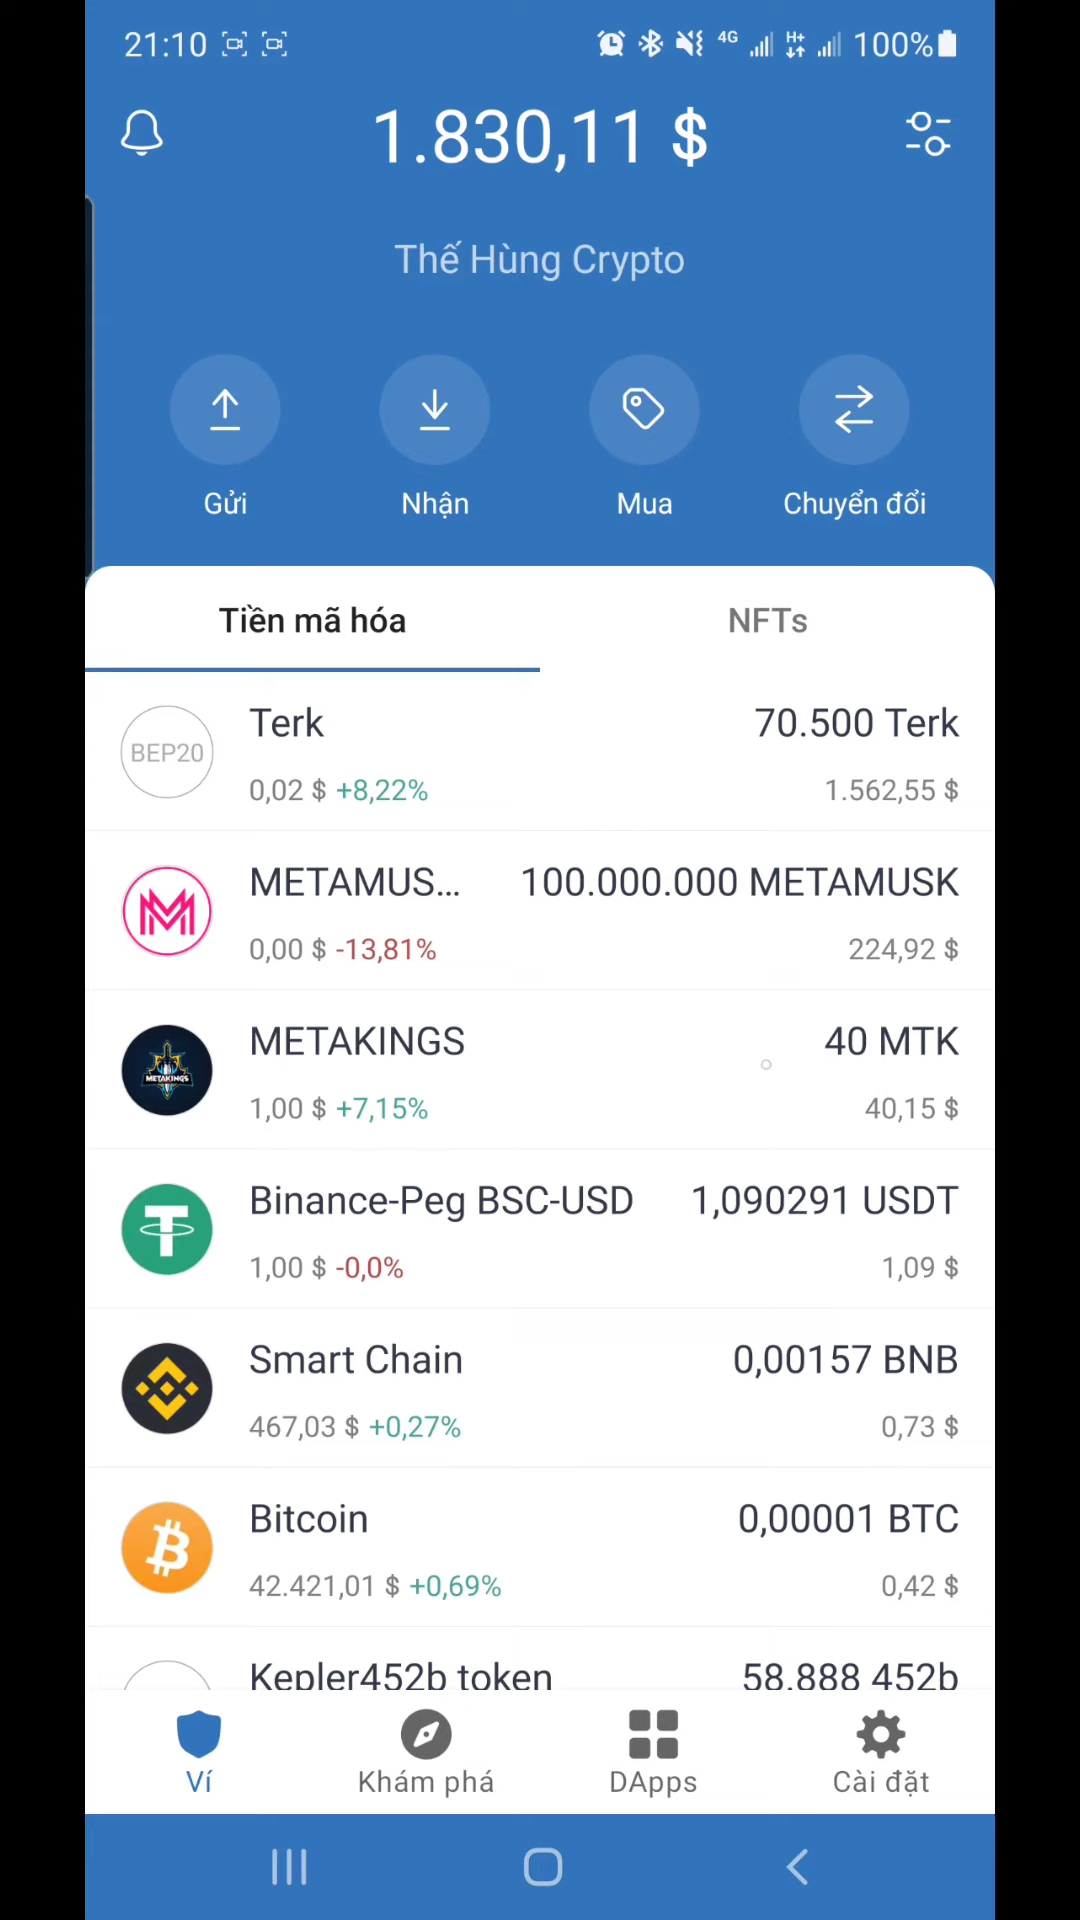 21:10 4G H+ 100%
1.830,11 $
Thế Hùng Crypto
Gửi Nhận Mua Chuyển đổi
Tiền mã hóa NFTs
BEP20 Terk 70.500 Terk
0,02 $ +8,22% 1.562,55 $
METAMUS... 100.000.000 METAMUSK
0,00 $ -13,81% 224,92 $
METAKINGS METAKINGS 40 MTK
1,00 $ +7,15% 40,15 $
Binance-Peg BSC-USD 1,090291 USDT
1,00 $ -0,0% 1,09 $
Smart Chain 0,00157 BNB
467,03 $ +0,27% 0,73 $
Bitcoin 0,00001 BTC
42.421,01 $ +0,69% 0,42 $
Kepler452b token 58.888 452b
Ví Khám phá DApps Cài đặt